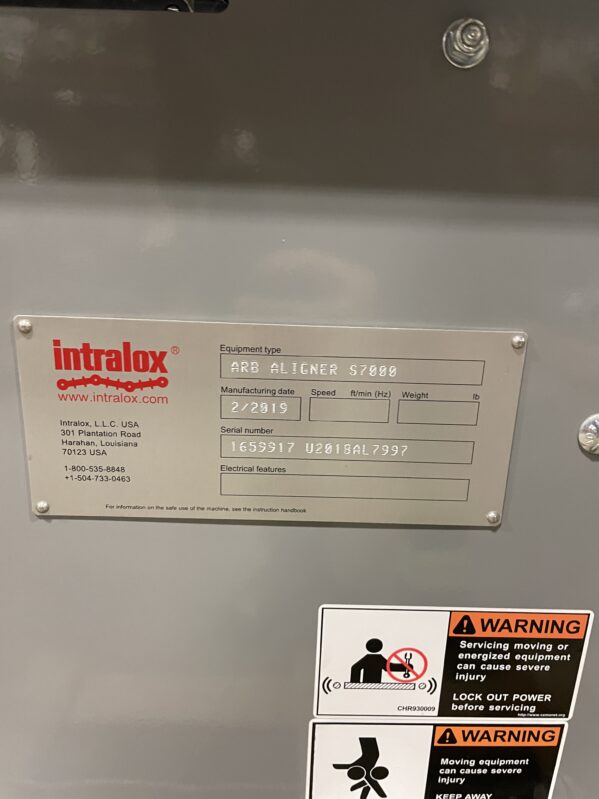 intralox®
www.intralox.com
Intralox, L.L.C. USA
301 Plantation Road
Harahan, Louisiana
70123 USA
1-800-535-8848
+1-504-733-0463
Equipment type
ARB ALIGNER S7000
Manufacturing date Speed ft/min (Hz) Weight lb
2/2019
Serial number
1659917 U2018AL7997
Electrical features
For information on the safe use of the machine, see the instruction handbook
WARNING
Servicing moving or
energized equipment
can cause severe
injury
LOCK OUT POWER
before servicing
CHR930009
http://www.cemanet.org
WARNING
Moving equipment
can cause severe
injury
KEEP AWAY